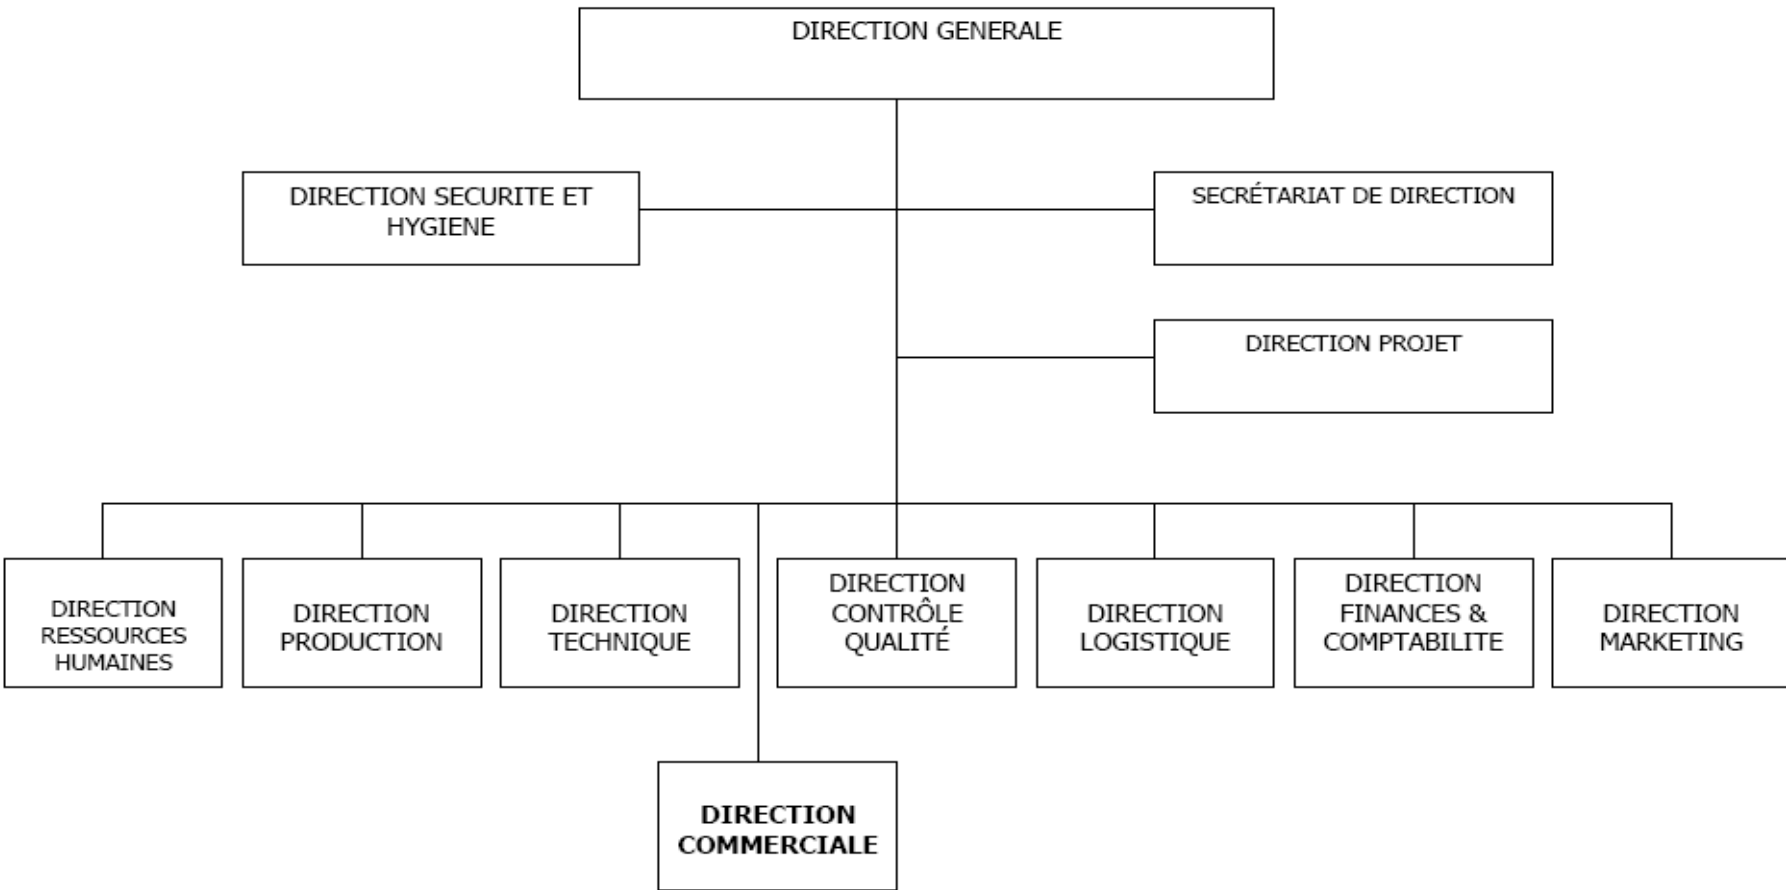 DIRECTION GENERALE
DIRECTION SECURITE ET
HYGIENE
SECRÉTARIAT DE DIRECTION
DIRECTION PROJET
DIRECTION
RESSOURCES
HUMAINES
DIRECTION
PRODUCTION
DIRECTION
TECHNIQUE
DIRECTION
CONTRÔLE
QUALITÉ
DIRECTION
LOGISTIQUE
DIRECTION
FINANCES &
COMPTABILITE
DIRECTION
MARKETING
DIRECTION
COMMERCIALE